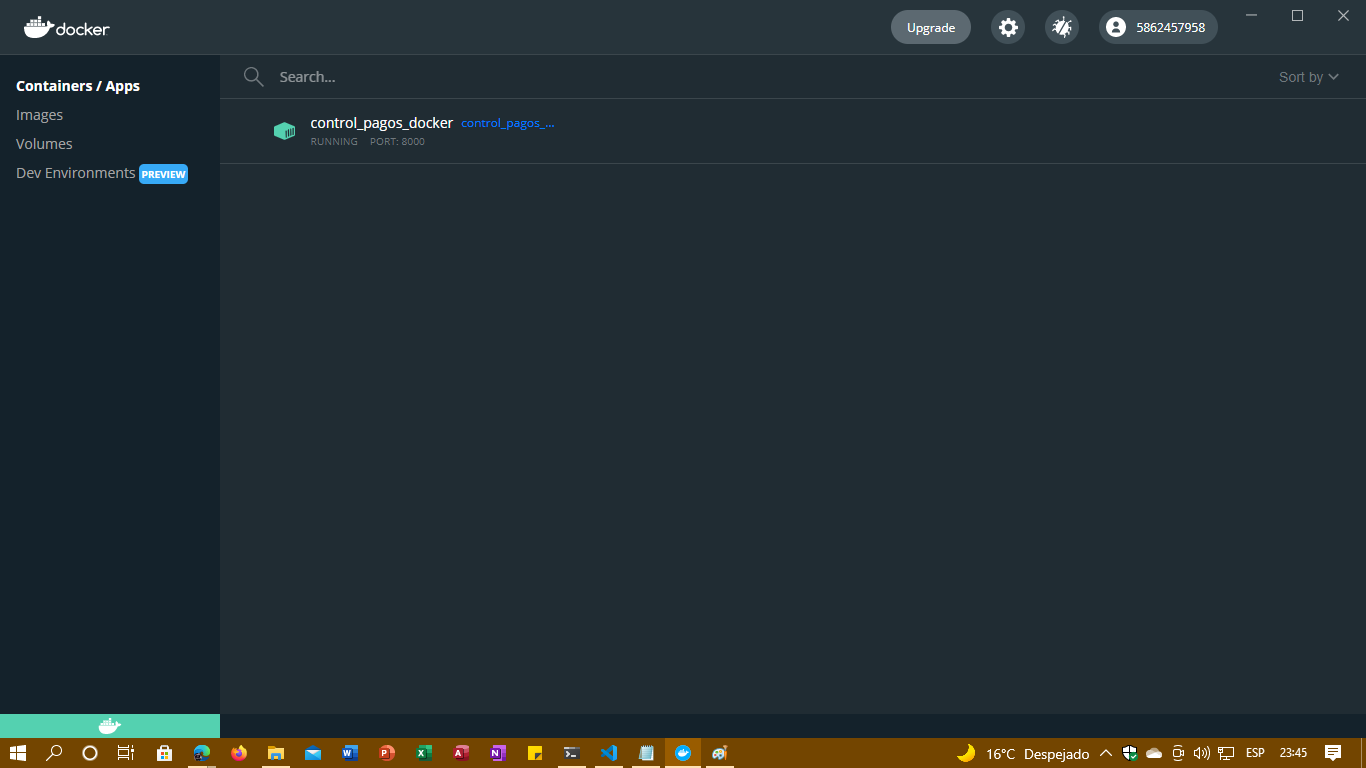 docker
Upgrade
5862457958
Containers / Apps
Images
Volumes
Dev Environments PREVIEW
Search...
Sort by
control_pagos_docker control_pagos_...
RUNNING PORT: 8000
16°C Despejado
ESP
23:45